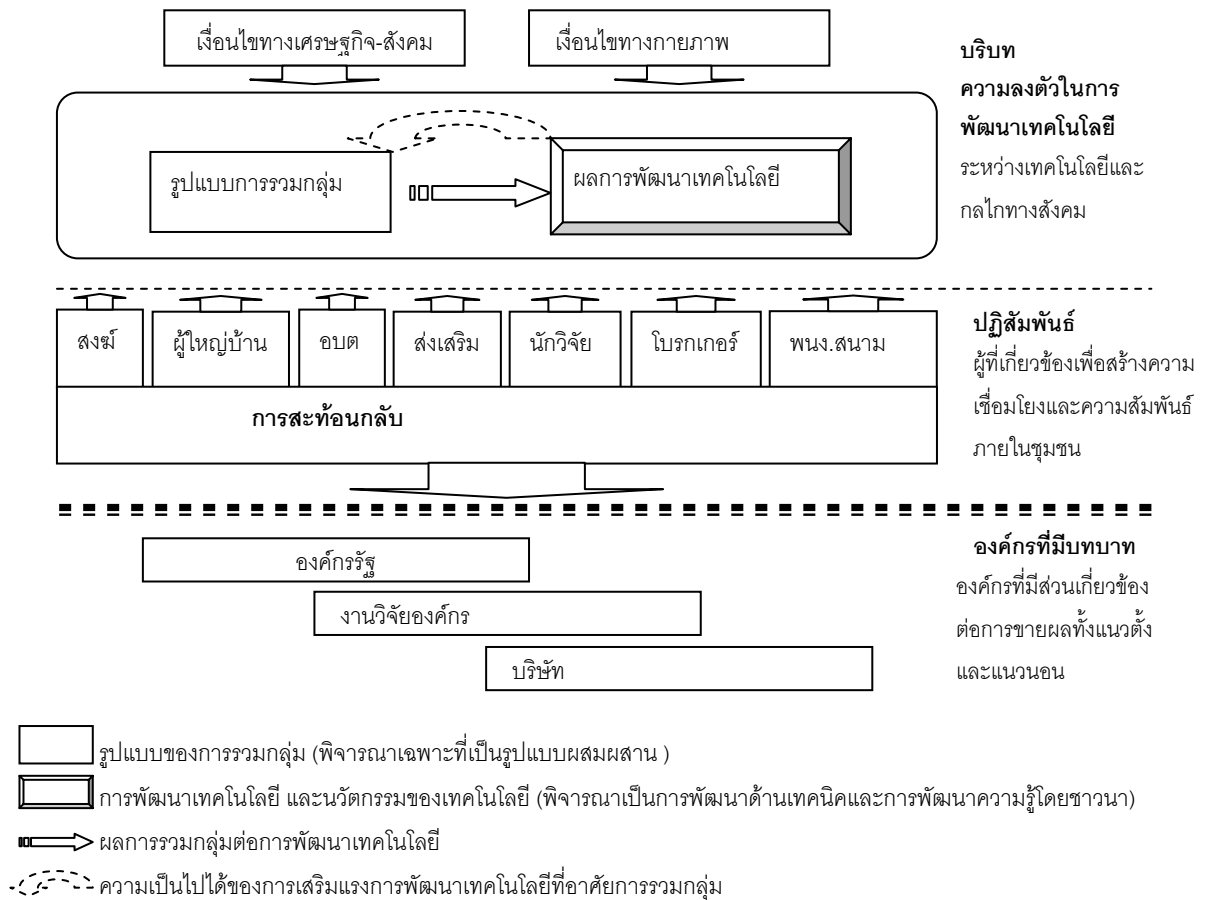 เงื่อนไขทางเศรษฐกิจ-สังคม
เงื่อนไขทางกายภาพ
บริบท
ความลงตัวในการ
พัฒนาเทคโนโลยี
ระหว่างเทคโนโลยีและ
กลไกทางสังคม
รูปแบบการรวมกลุ่ม
ผลการพัฒนาเทคโนโลยี
สงฆ์
ผู้ใหญ่บ้าน
อบต
ส่งเสริม
นักวิจัย
โบรกเกอร์
พนง.สนาม
ปฏิสัมพันธ์
ผู้ที่เกี่ยวข้องเพื่อสร้างความ
เชื่อมโยงและความสัมพันธ์
ภายในชุมชน
การสะท้อนกลับ
องค์กรรัฐ
งานวิจัยองค์กร
บริษัท
องค์กรที่มีบทบาท
องค์กรที่มีส่วนเกี่ยวข้อง
ต่อการขายผลทั้งแนวตั้ง
และแนวนอน
รูปแบบของการรวมกลุ่ม (พิจารณาเฉพาะที่เป็นรูปแบบผสมผสาน )
การพัฒนาเทคโนโลยี และนวัตกรรมของเทคโนโลยี (พิจารณาเป็นการพัฒนาด้านเทคนิคและการพัฒนาความรู้โดยชาวนา)
ผลการรวมกลุ่มต่อการพัฒนาเทคโนโลยี
ความเป็นไปได้ของการเสริมแรงการพัฒนาเทคโนโลยีที่อาศัยการรวมกลุ่ม